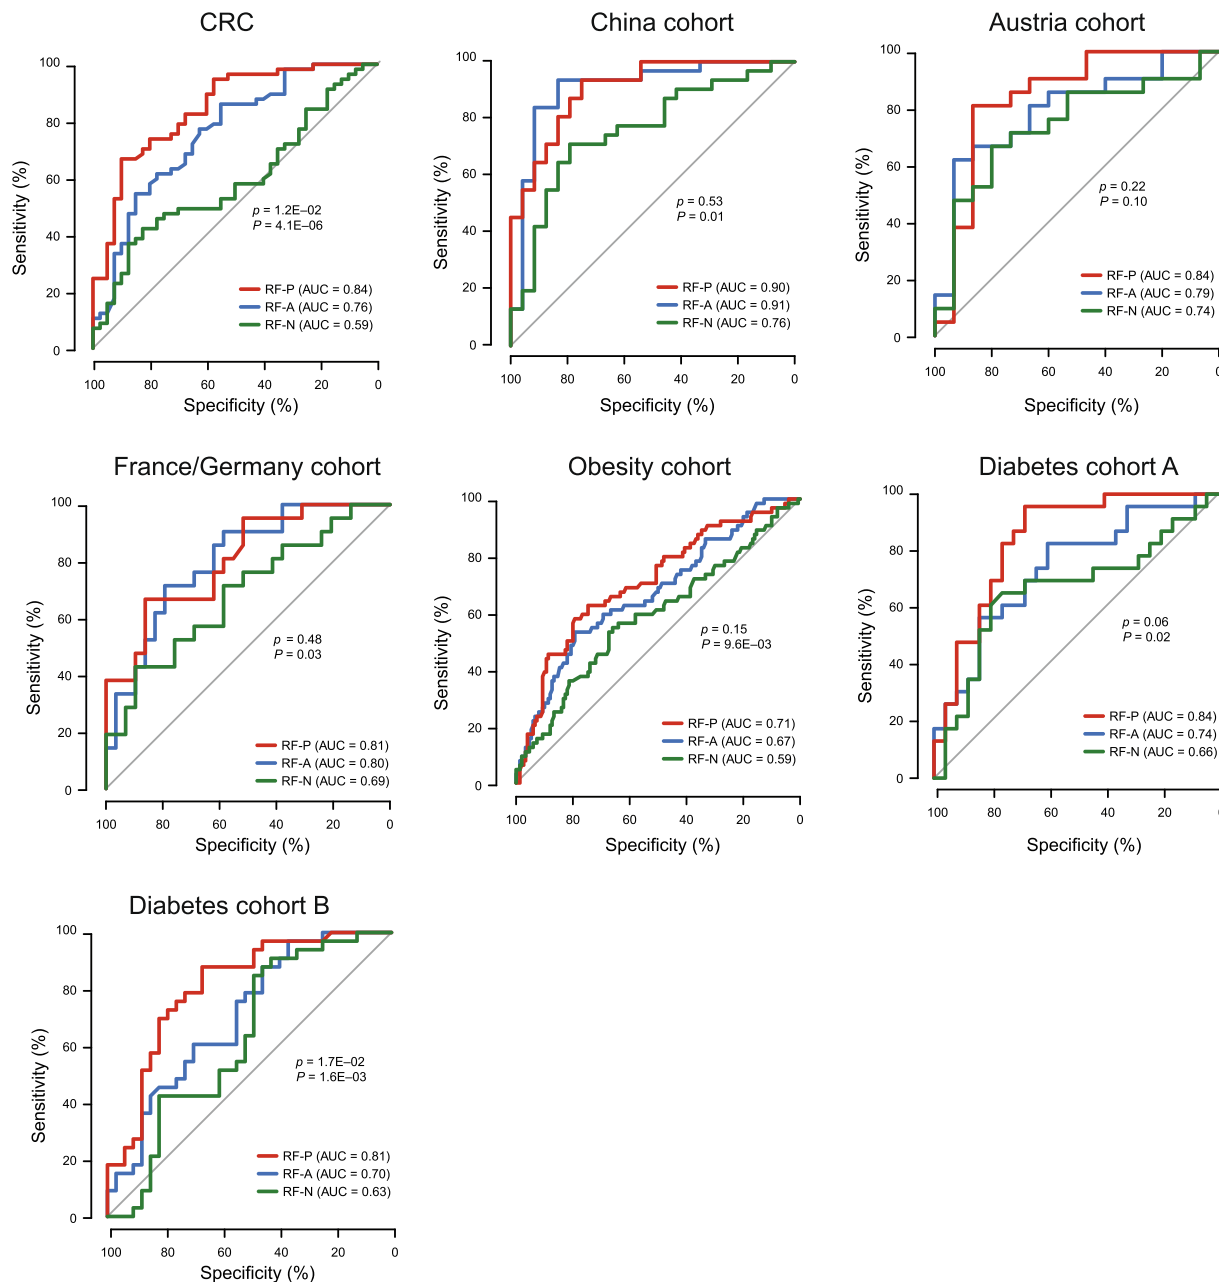 CRC
100
80
60
40
20
0
Sensitivity (%)
p = 1.2E–02
P = 4.1E–06
RF-P (AUC = 0.84)
RF-A (AUC = 0.76)
RF-N (AUC = 0.59)
100 80 60 40 20 0
Specificity (%)
China cohort
100
80
60
40
20
0
Sensitivity (%)
p = 0.53
P = 0.01
RF-P (AUC = 0.90)
RF-A (AUC = 0.91)
RF-N (AUC = 0.76)
100 80 60 40 20 0
Specificity (%)
Austria cohort
100
80
60
40
20
0
Sensitivity (%)
p = 0.22
P = 0.10
RF-P (AUC = 0.84)
RF-A (AUC = 0.79)
RF-N (AUC = 0.74)
100 80 60 40 20
Specificity (%)
France/Germany cohort
100
80
60
40
20
0
Sensitivity (%)
p = 0.48
P = 0.03
RF-P (AUC = 0.81)
RF-A (AUC = 0.80)
RF-N (AUC = 0.69)
100 80 60 40 20 0
Specificity (%)
Obesity cohort
100
80
60
40
20
0
Sensitivity (%)
p = 0.15
P = 9.6E–03
RF-P (AUC = 0.71)
RF-A (AUC = 0.67)
RF-N (AUC = 0.59)
100 80 60 40 20 0
Specificity (%)
Diabetes cohort A
100
80
60
40
20
0
Sensitivity (%)
p = 0.06
P = 0.02
RF-P (AUC = 0.84)
RF-A (AUC = 0.74)
RF-N (AUC = 0.66)
100 80 60 40 20
Specificity (%)
Diabetes cohort B
100
80
60
40
20
0
Sensitivity (%)
p = 1.7E–02
P = 1.6E–03
RF-P (AUC = 0.81)
RF-A (AUC = 0.70)
RF-N (AUC = 0.63)
100 80 60 40 20 0
Specificity (%)